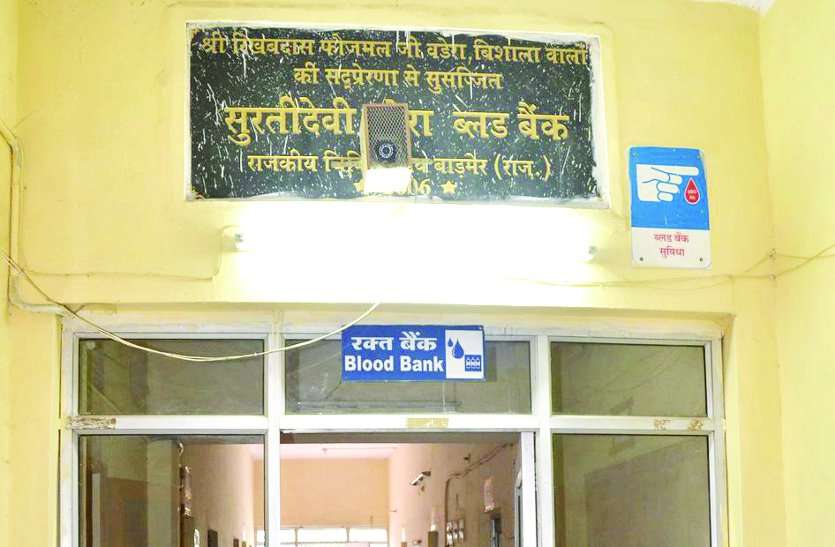 श्री रिखबदास फोजमल जी वडेरा, बिशाला वालों
की सद्प्रेरणा से सुसज्जित
सुरतीदेवी ब्लड बैंक
राजकीय बाड़मेर (राज.)
ब्लड बैंक
सुविधा
रक्त बैंक
Blood Bank